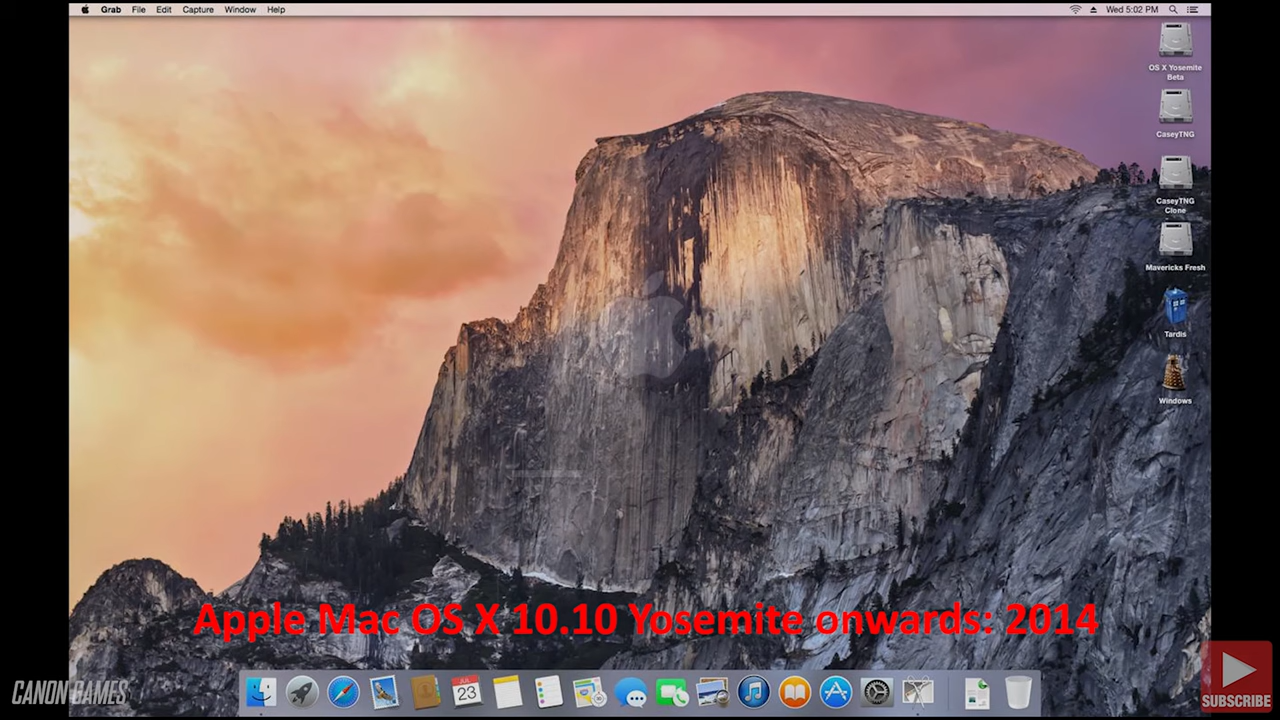 Grab File Edit Capture Window Help
Wed 5:02 PM
OS X Yosemite
Beta
CaseyTNG
CaseyTNG
Clone
Mavericks Fresh
Tardis
Windows
Apple Mac OS X 10.10 Yosemite onwards: 2014
JUL
23
CANON GAMES
SUBSCRIBE